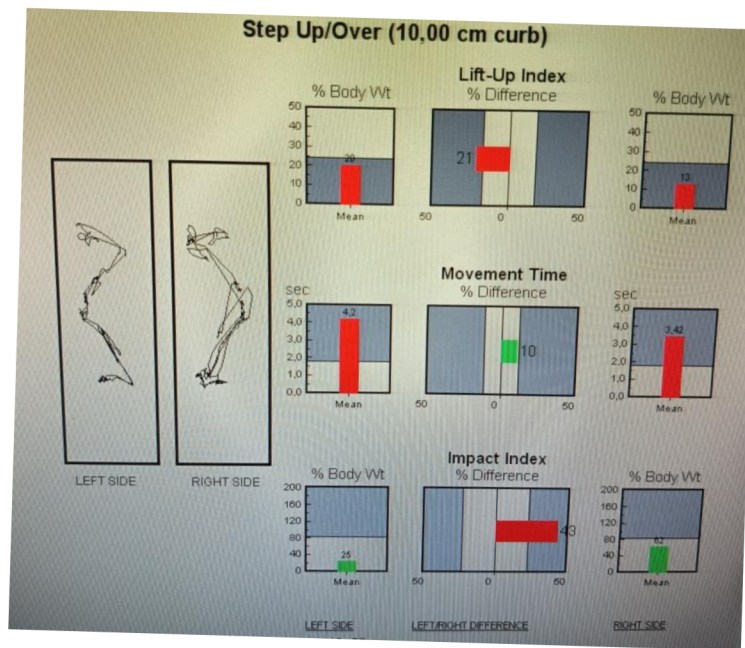 Step Up/Over (10,00 cm curb)
Lift-Up Index
% Body Wt
% Difference
% Body Wt
50
40
30
20
10
0
20
Mean
21
50
0
50
50
40
30
20
10
0
13
Mean
Movement Time
sec
% Difference
sec
5,0
4,0
3,0
2,0
1,0
0,0
4,2
Mean
10
50
0
50
5,0
4,0
3,0
2,0
1,0
0,0
3,42
Mean
LEFT SIDE
RIGHT SIDE
Impact Index
% Body Wt
% Difference
% Body Wt
200
160
120
80
40
0
25
Mean
43
50
0
50
200
160
120
80
40
0
62
Mean
LEFT SIDE
LEFT/RIGHT DIFFERENCE
RIGHT SIDE